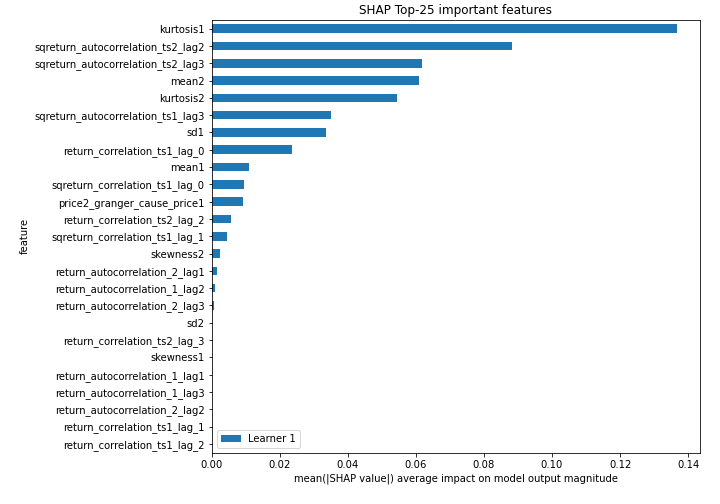 SHAP Top-25 important features
kurtosis1
sqreturn_autocorrelation_ts2_lag2
sqreturn_autocorrelation_ts2_lag3
mean2
kurtosis2
sqreturn_autocorrelation_ts1_lag3
sd1
return_correlation_ts1_lag_0
mean1
sqreturn_correlation_ts1_lag_0
price2_granger_cause_price1
return_correlation_ts2_lag_2
sqreturn_correlation_ts1_lag_1
skewness2
return_autocorrelation_2_lag1
return_autocorrelation_1_lag2
return_autocorrelation_2_lag3
sd2
return_correlation_ts2_lag_3
skewness1
return_autocorrelation_1_lag1
return_autocorrelation_1_lag3
return_autocorrelation_2_lag2
return_correlation_ts1_lag_1
return_correlation_ts1_lag_2
feature
Learner 1
0.00 0.02 0.04 0.06 0.08 0.10 0.12 0.14
mean(|SHAP value|) average impact on model output magnitude